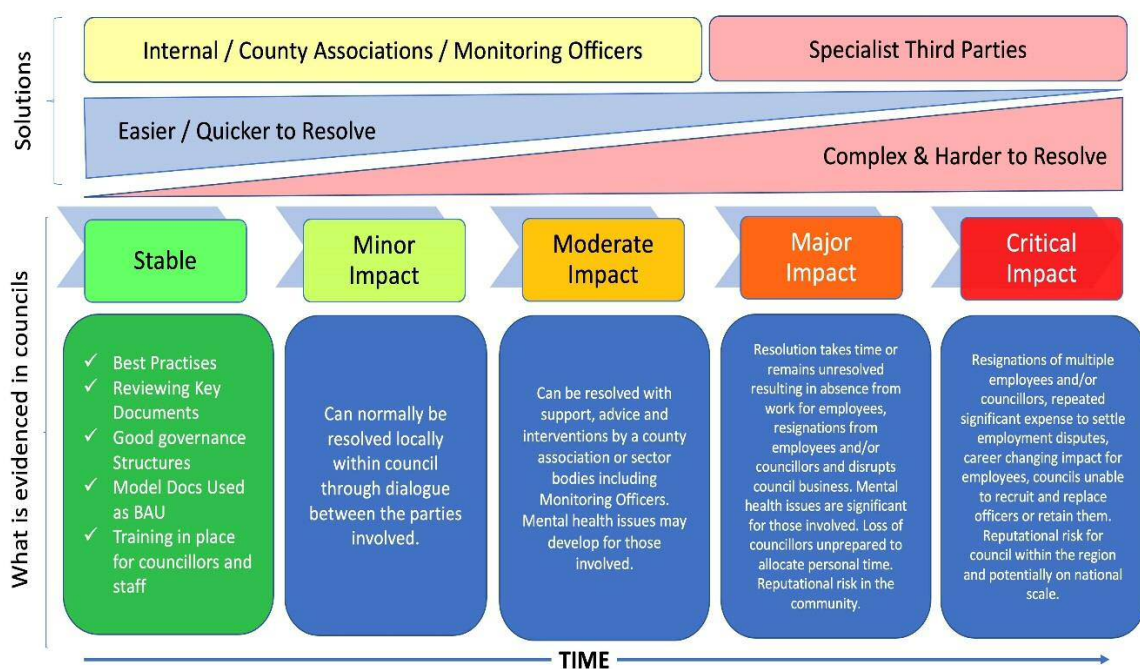 Solutions
Internal / County Associations / Monitoring Officers
Specialist Third Parties
Easier / Quicker to Resolve
Complex & Harder to Resolve
What is evidenced in councils
Stable
Minor
Impact
Moderate
Impact
Major
Impact
Critical
Impact
✓ Best Practises
✓ Reviewing Key
Documents
✓ Good governance
Structures
✓ Model Docs Used
as BAU
✓ Training in place
for councillors and
staff
Can normally be
resolved locally
within council
through dialogue
between the parties
involved.
Can be resolved with
support, advice and
interventions by a county
association or sector
bodies including
Monitoring Officers.
Mental health issues may
develop for those
involved.
Resolution takes time or
remains unresolved
resulting in absence from
work for employees,
resignations from
employees and/or
councillors and disrupts
council business. Mental
health issues are significant
for those involved. Loss of
councillors unprepared to
allocate personal time.
Reputational risk in the
community.
Resignations of multiple
employees and/or
councillors, repeated
significant expense to settle
employment disputes,
career changing impact for
employees, councils unable
to recruit and replace
officers or retain them.
Reputational risk for
council within the region
and potentially on national
scale.
TIME